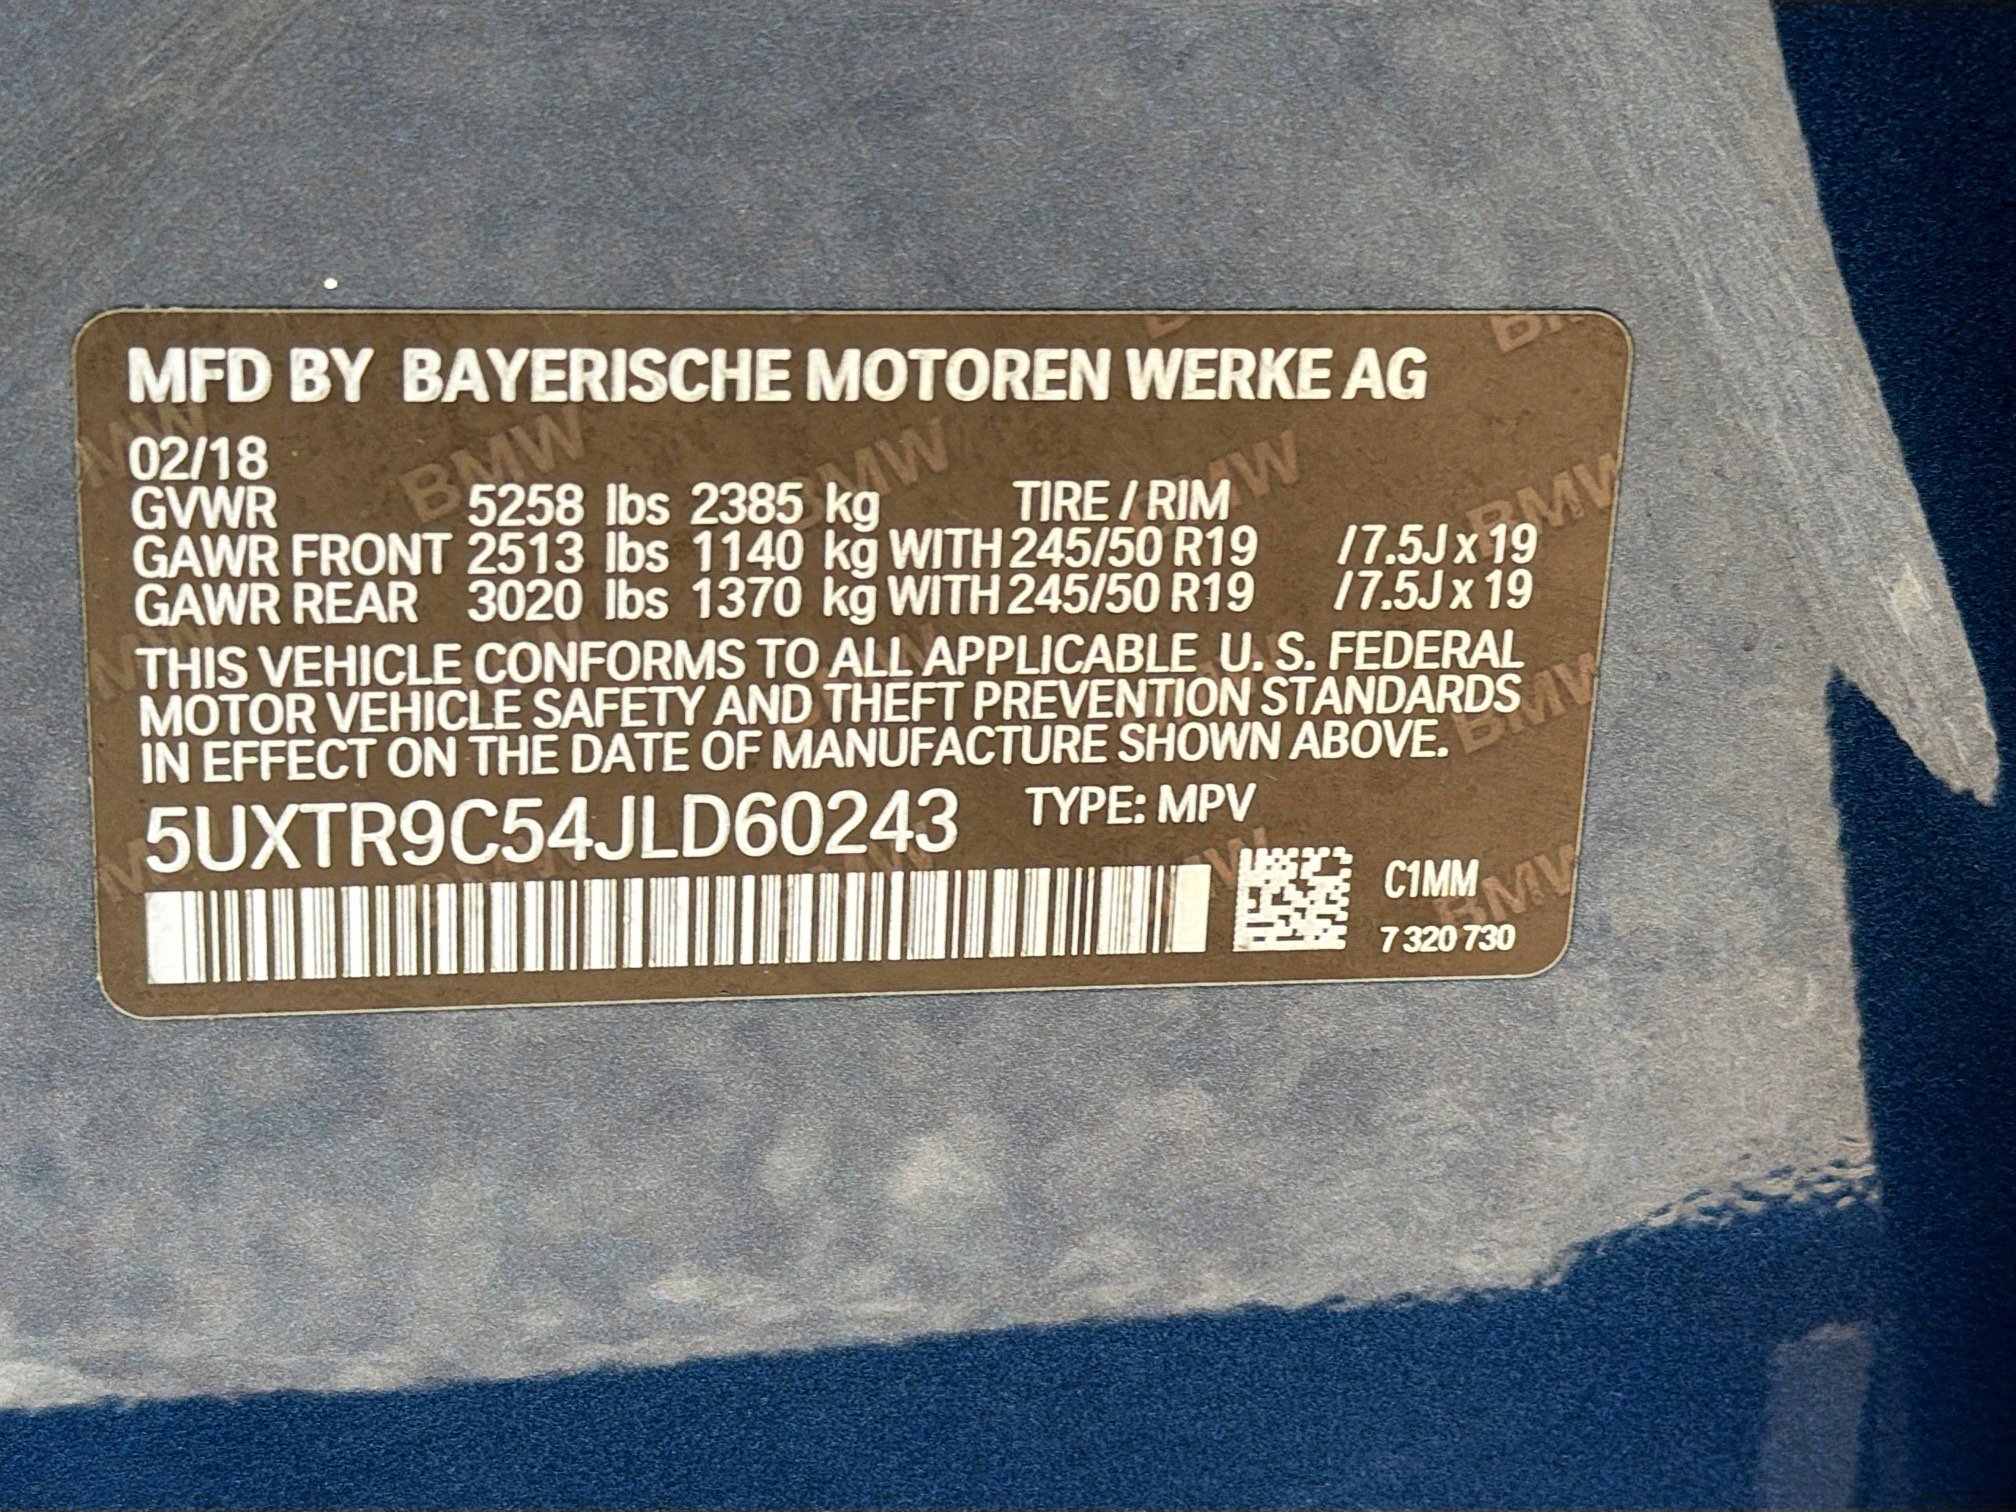 MFD BY BAYERISCHE MOTOREN WERKE AG
02/18
GVWR 5258 lbs 2385 kg TIRE / RIM
GAWR FRONT 2513 lbs 1140 kg WITH 245/50 R19 /7.5J x 19
GAWR REAR 3020 lbs 1370 kg WITH 245/50 R19 /7.5J x 19
THIS VEHICLE CONFORMS TO ALL APPLICABLE U. S. FEDERAL
MOTOR VEHICLE SAFETY AND THEFT PREVENTION STANDARDS
IN EFFECT ON THE DATE OF MANUFACTURE SHOWN ABOVE.
5UXTR9C54JLD60243 TYPE: MPV
C1MM
7 320 730